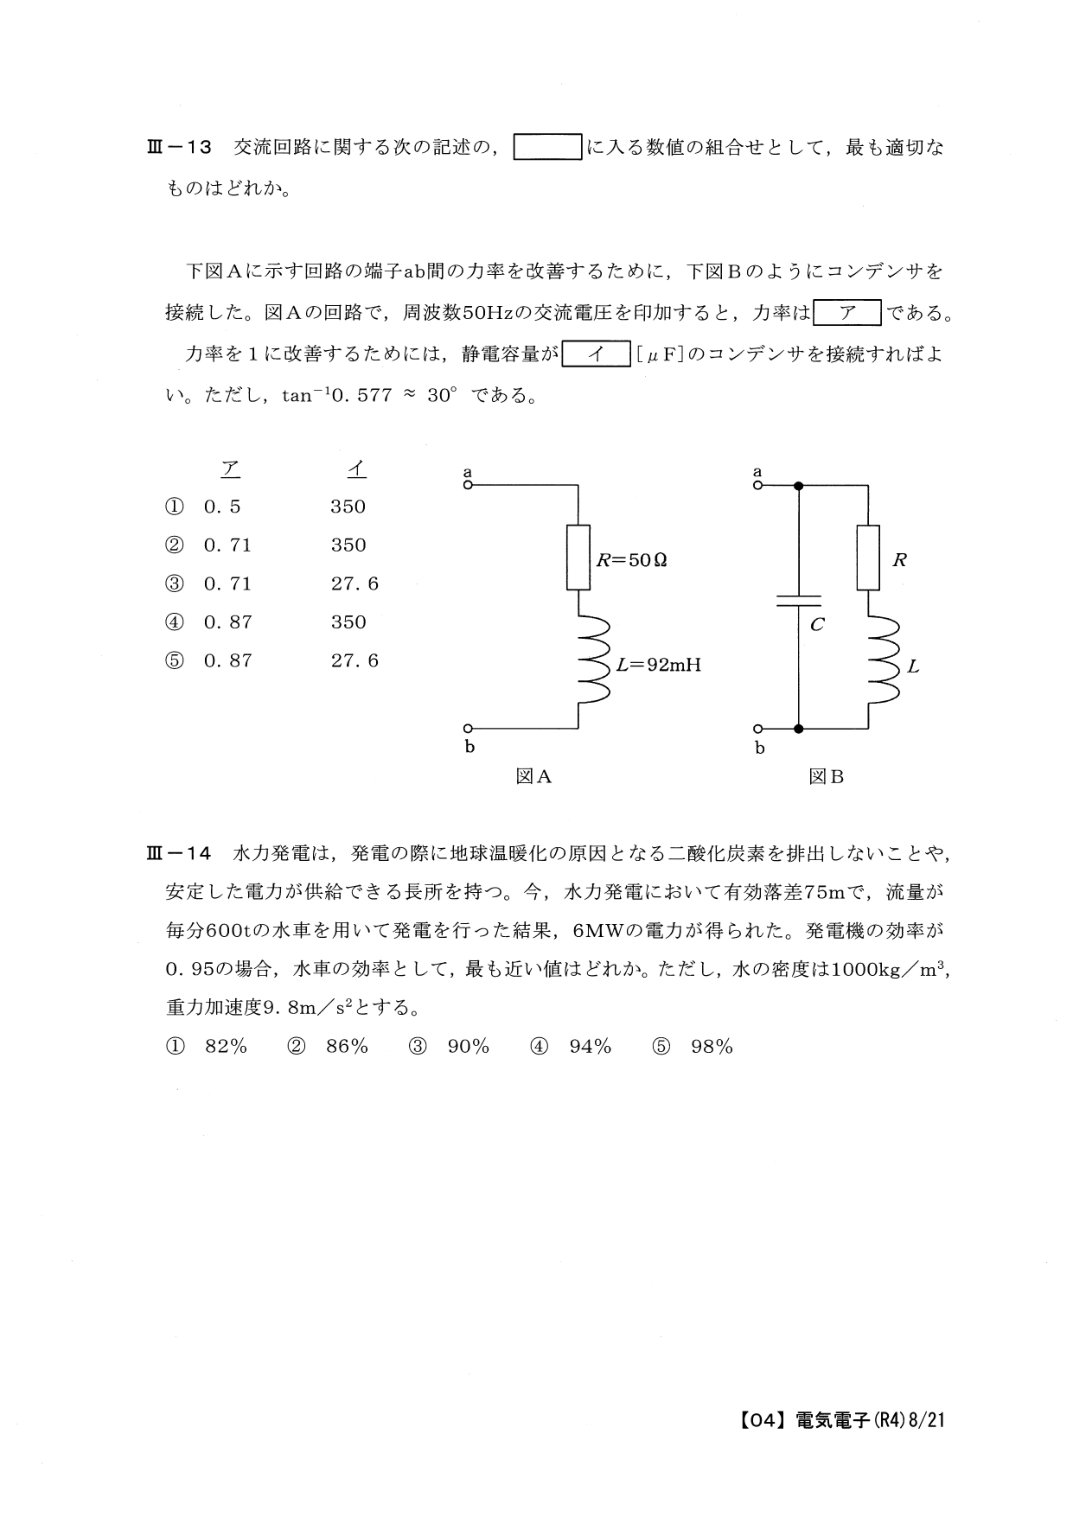 Ⅲ－13　交流回路に関する次の記述の，　　　に入る数値の組合せとして，最も適切な
ものはどれか。
下図Ａに示す回路の端子ab間の力率を改善するために，下図Ｂのようにコンデンサを
接続した。図Ａの回路で，周波数50Hzの交流電圧を印加すると，力率は ア である。
力率を１に改善するためには，静電容量が イ [μF]のコンデンサを接続すればよ
い。ただし，tan⁻¹0.577 ≈ 30° である。
ア　イ
① 0.5　350
② 0.71　350
③ 0.71　27.6
④ 0.87　350
⑤ 0.87　27.6
a
R=50Ω
L=92mH
b
図A
a
R
C
L
b
図B
Ⅲ－14　水力発電は，発電の際に地球温暖化の原因となる二酸化炭素を排出しないことや，
安定した電力が供給できる長所を持つ。今，水力発電において有効落差75mで，流量が
毎分600tの水車を用いて発電を行った結果，6MWの電力が得られた。発電機の効率が
0.95の場合，水車の効率として，最も近い値はどれか。ただし，水の密度は1000kg／m³，
重力加速度9.8m／s²とする。
① 82%　② 86%　③ 90%　④ 94%　⑤ 98%
【04】電気電子(R4)8/21